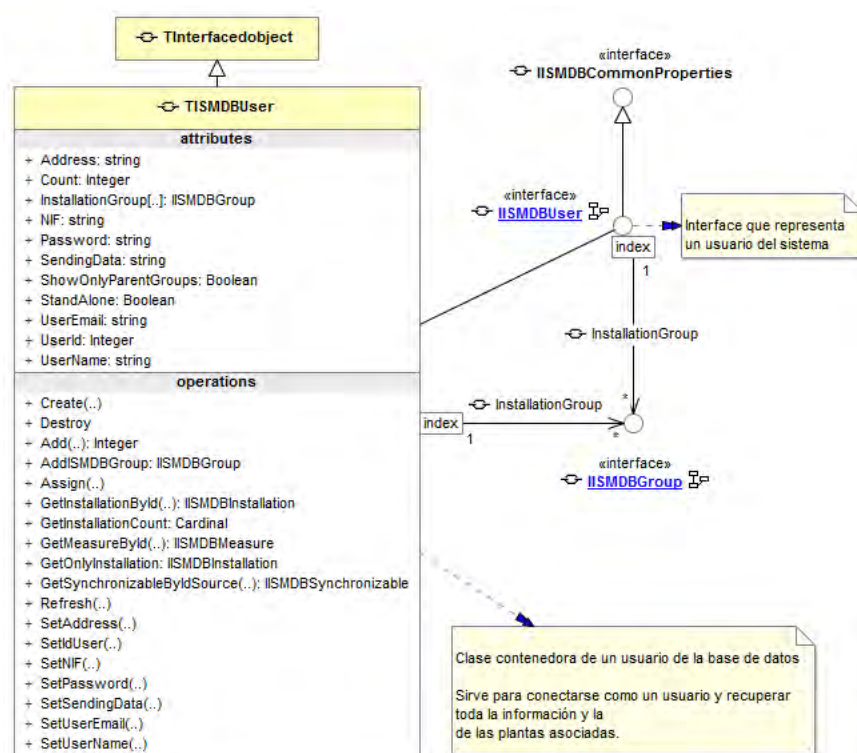 TInterfacedobject
TISMDBUser
attributes
+ Address: string
+ Count: Integer
+ InstallationGroup[..]: IISMDBGroup
+ NIF: string
+ Password: string
+ SendingData: string
+ ShowOnlyParentGroups: Boolean
+ StandAlone: Boolean
+ UserEmail: string
+ UserId: Integer
+ UserName: string
operations
+ Create(..)
+ Destroy
+ Add(..): Integer
+ AddISMDBGroup: IISMDBGroup
+ Assign(..)
+ GetInstallationById(..): IISMDBInstallation
+ GetInstallationCount: Cardinal
+ GetMeasureById(..): IISMDBMeasure
+ GetOnlyInstallation: IISMDBInstallation
+ GetSynchronizableByIdSource(..): IISMDBSynchronizable
+ Refresh(..)
+ SetAddress(..)
+ SetIdUser(..)
+ SetNIF(..)
+ SetPassword(..)
+ SetSendingData(..)
+ SetUserEmail(..)
+ SetUserName(..)
«interface»
IISMDBCommonProperties
«interface»
IISMDBUser
Interface que representa
un usuario del sistema
index
1
InstallationGroup
*
index
1
InstallationGroup
*
«interface»
IISMDBGroup
Clase contenedora de un usuario de la base de datos
Sirve para conectarse como un usuario y recuperar
toda la información y la
de las plantas asociadas.